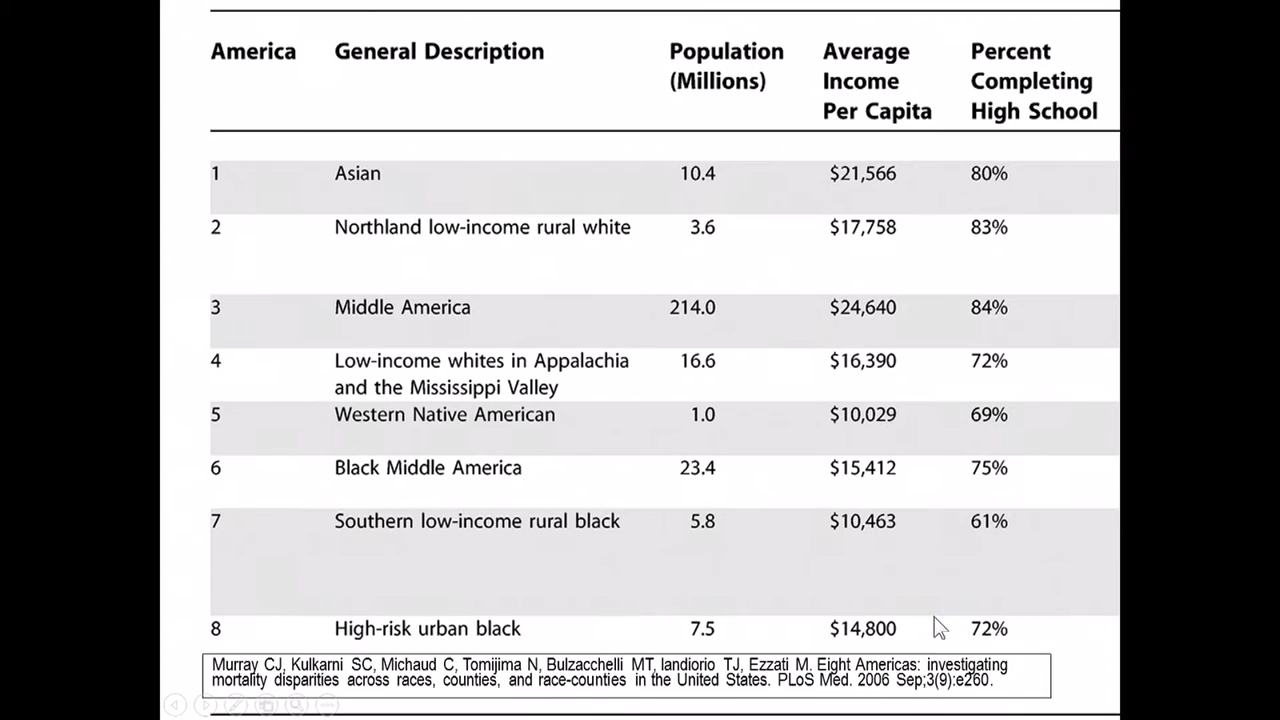 America General Description Population Average Percent
(Millions) Income Completing
Per Capita High School
1 Asian 10.4 $21,566 80%
2 Northland low-income rural white 3.6 $17,758 83%
3 Middle America 214.0 $24,640 84%
4 Low-income whites in Appalachia 16.6 $16,390 72%
and the Mississippi Valley
5 Western Native American 1.0 $10,029 69%
6 Black Middle America 23.4 $15,412 75%
7 Southern low-income rural black 5.8 $10,463 61%
8 High-risk urban black 7.5 $14,800 72%
Murray CJ, Kulkarni SC, Michaud C, Tomijima N, Bulzacchelli MT, Iandiorio TJ, Ezzati M. Eight Americas: investigating
mortality disparities across races, counties, and race-counties in the United States. PLoS Med. 2006 Sep;3(9):e260.